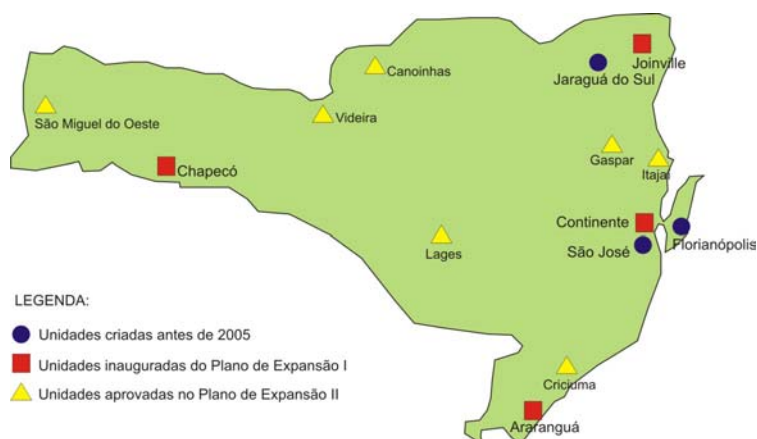 Canoinhas
Joinville
Jaraguá do Sul
São Miguel do Oeste
Videira
Chapecó
Gaspar
Itajaí
Continente
São José
Florianópolis
Lages
LEGENDA:
Unidades criadas antes de 2005
Unidades inauguradas do Plano de Expansão I
Unidades aprovadas no Plano de Expansão II
Criciuma
Araranguá